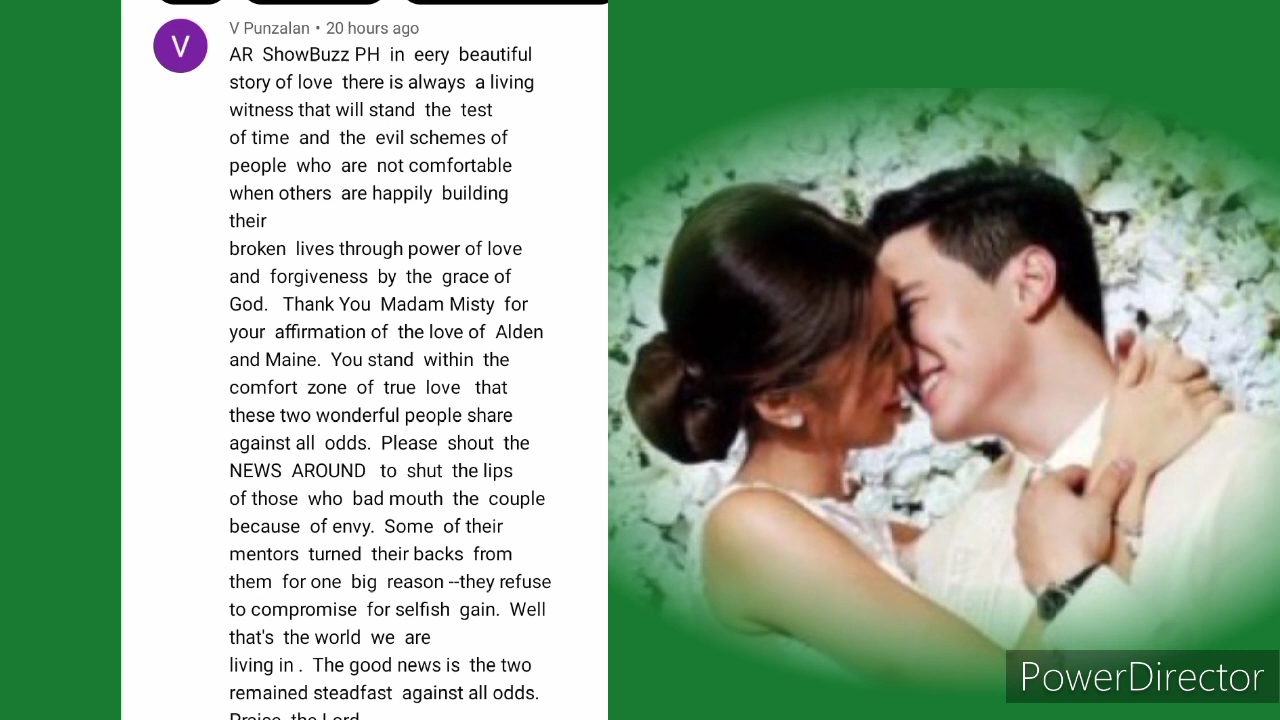 V
V Punzalan • 20 hours ago
AR ShowBuzz PH in eery beautiful
story of love there is always a living
witness that will stand the test
of time and the evil schemes of
people who are not comfortable
when others are happily building
their
broken lives through power of love
and forgiveness by the grace of
God. Thank You Madam Misty for
your affirmation of the love of Alden
and Maine. You stand within the
comfort zone of true love that
these two wonderful people share
against all odds. Please shout the
NEWS AROUND to shut the lips
of those who bad mouth the couple
because of envy. Some of their
mentors turned their backs from
them for one big reason --they refuse
to compromise for selfish gain. Well
that's the world we are
living in . The good news is the two
remained steadfast against all odds.
Praise the Lord
PowerDirector